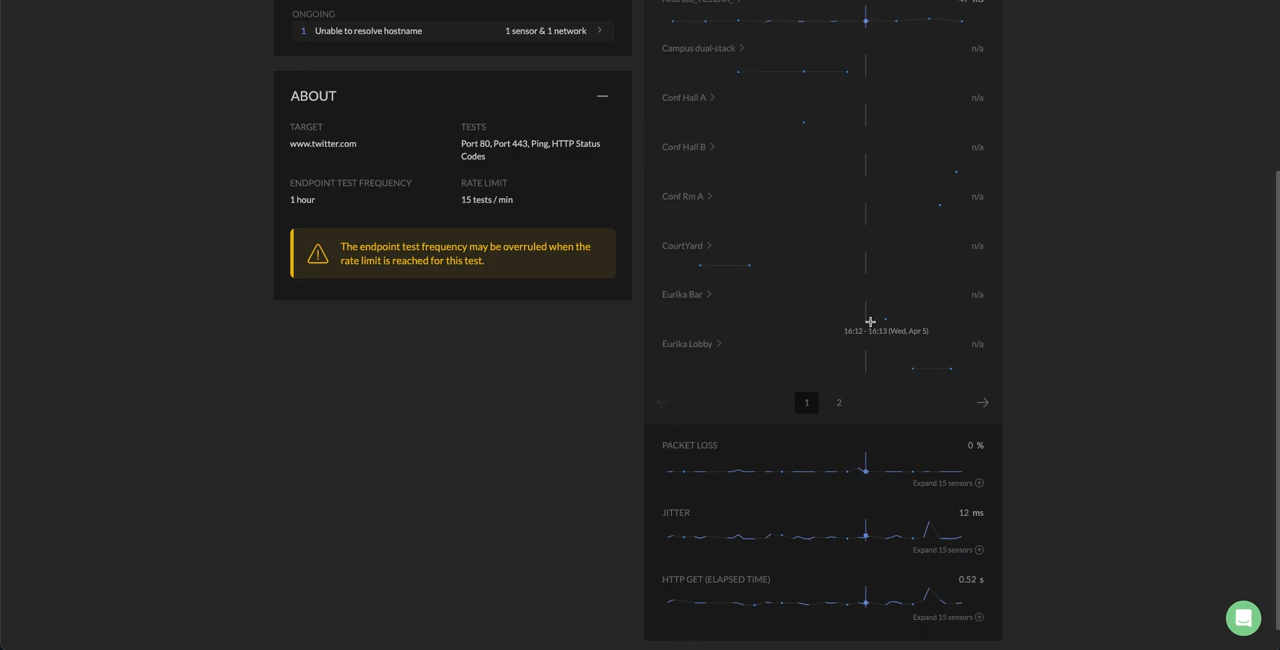 ONGOING
1 Unable to resolve hostname 1 sensor & 1 network
ABOUT
TARGET
www.twitter.com
TESTS
Port 80, Port 443, Ping, HTTP Status
Codes
ENDPOINT TEST FREQUENCY
1 hour
RATE LIMIT
15 tests / min
The endpoint test frequency may be overruled when the
rate limit is reached for this test.
Campus dual-stack n/a
Conf Hall A n/a
Conf Hall B n/a
Conf Rm A n/a
CourtYard n/a
Eurika Bar n/a
16:12 - 16:13 (Wed, Apr 5)
Eurika Lobby n/a
1 2
PACKET LOSS 0 %
Expand 15 sensors
JITTER 12 ms
Expand 15 sensors
HTTP GET (ELAPSED TIME) 0.52 s
Expand 15 sensors